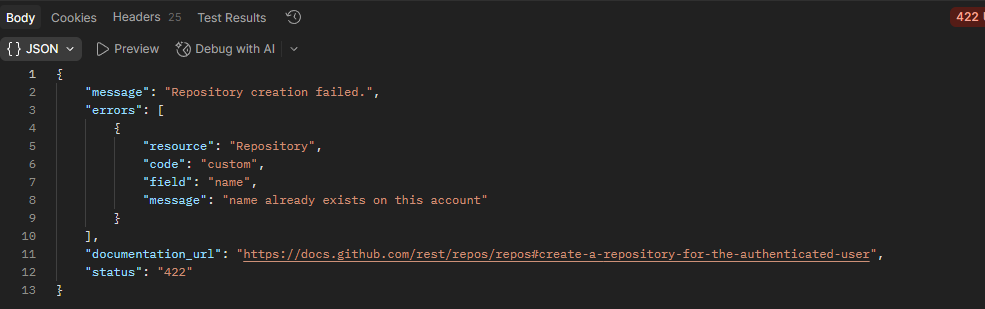 Body Cookies Headers 25 Test Results 422
{} JSON Preview Debug with AI
1 {
2 "message": "Repository creation failed.",
3 "errors": [
4 {
5 "resource": "Repository",
6 "code": "custom",
7 "field": "name",
8 "message": "name already exists on this account"
9 }
10 ],
11 "documentation_url": "https://docs.github.com/rest/repos/repos#create-a-repository-for-the-authenticated-user",
12 "status": "422"
13 }